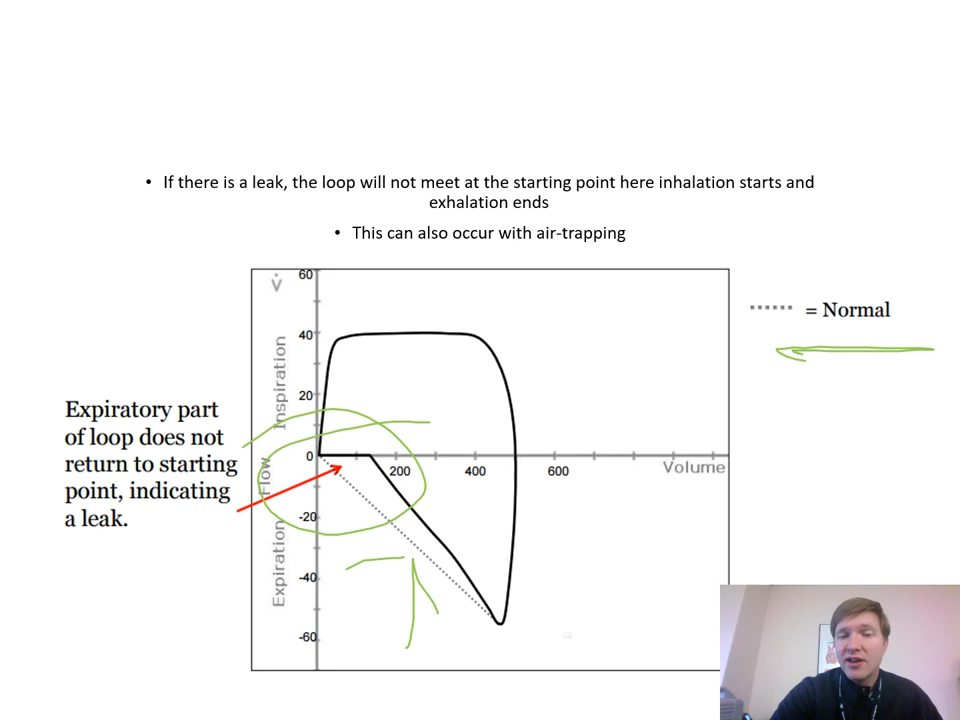 • If there is a leak, the loop will not meet at the starting point here inhalation starts and
exhalation ends
• This can also occur with air-trapping
V̇
Inspiration
Flow
Expiration
60
40
20
0
-20
-40
-60
200
400
600
Volume
= Normal
Expiratory part
of loop does not
return to starting
point, indicating
a leak.